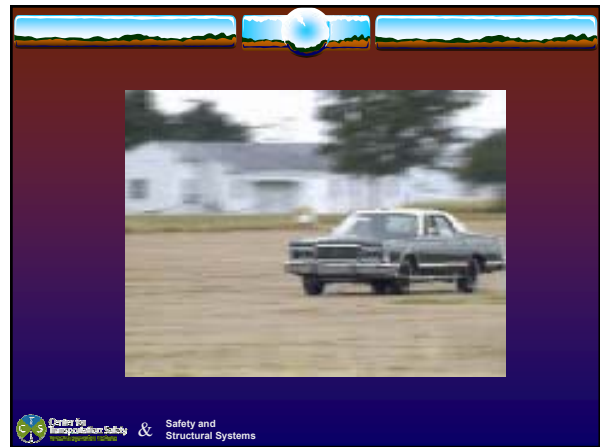 Center for
Transportation Safety
&
Safety and
Structural Systems